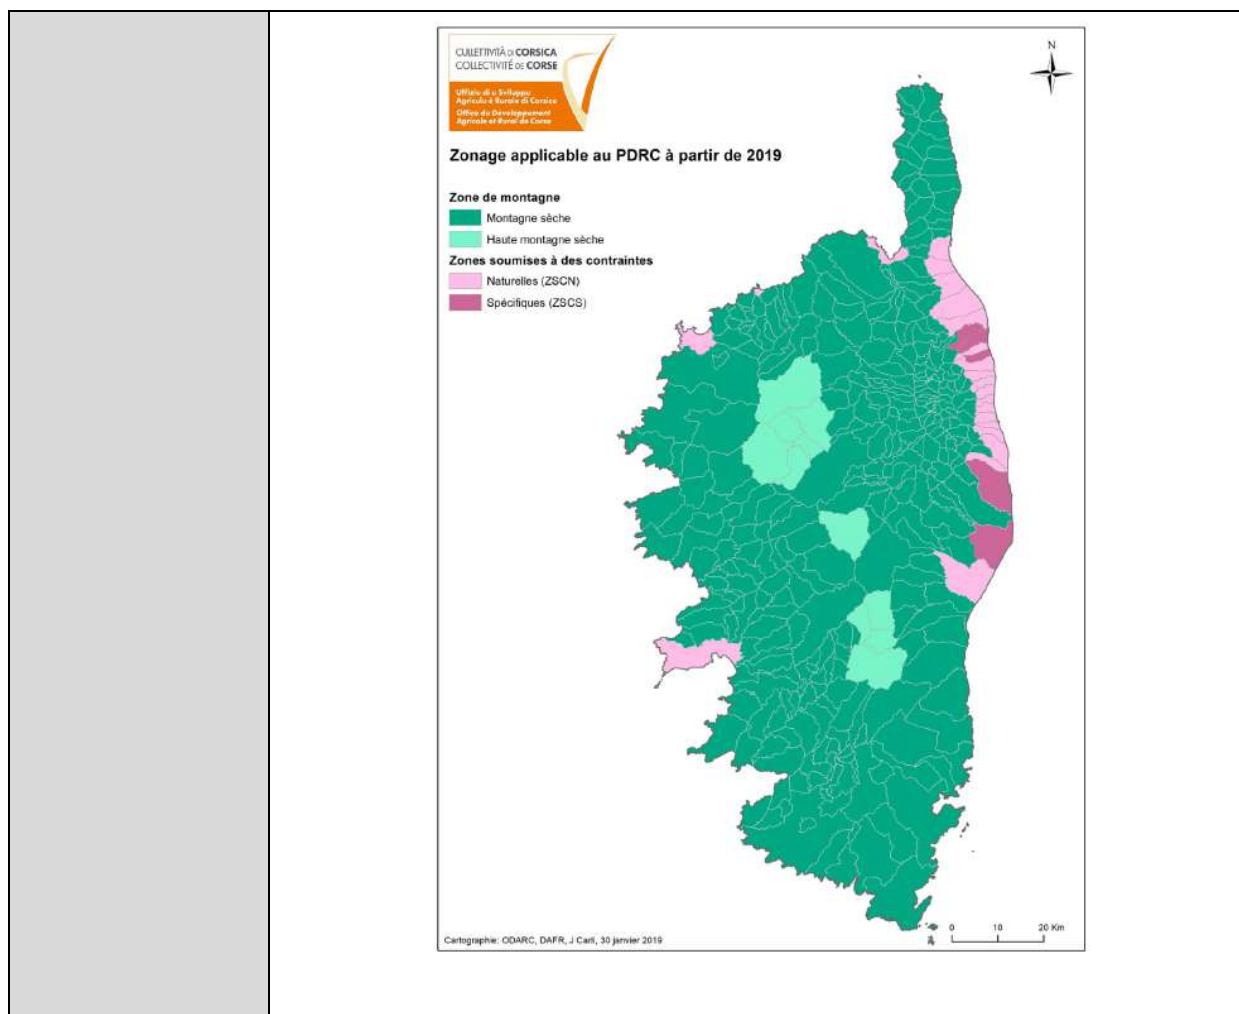 CULLETTIVITÀ DI CORSICA
COLLECTIVITÉ DE CORSE
Uffiziu di u Sviluppu
Agriculu è Rurale di Corsica
Office du Développement
Agricole et Rural de Corse
N
Zonage applicable au PDRC à partir de 2019
Zone de montagne
Montagne sèche
Haute montagne sèche
Zones soumises à des contraintes
Naturelles (ZSCN)
Spécifiques (ZSCS)
Cartographie: ODARC, DAFR, J Carli, 30 janvier 2019
0 10 20 Km